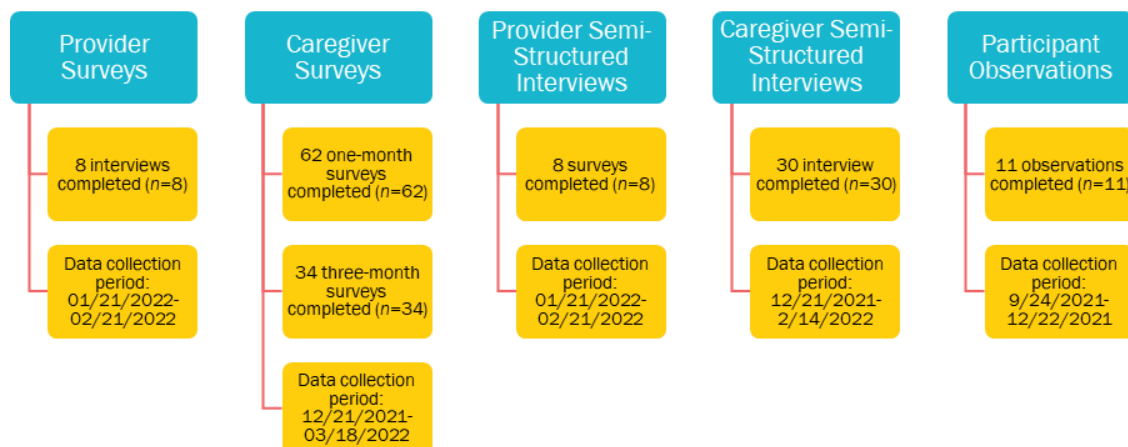 Provider
Surveys
8 interviews
completed (n=8)
Data collection
period:
01/21/2022-
02/21/2022
Caregiver
Surveys
62 one-month
surveys
completed (n=62)
34 three-month
surveys
completed (n=34)
Data collection
period:
12/21/2021-
03/18/2022
Provider Semi-
Structured
Interviews
8 surveys
completed (n=8)
Data collection
period:
01/21/2022-
02/21/2022
Caregiver Semi-
Structured
Interviews
30 interview
completed (n=30)
Data collection
period:
12/21/2021-
2/14/2022
Participant
Observations
11 observations
completed (n=11)
Data collection
period:
9/24/2021-
12/22/2021